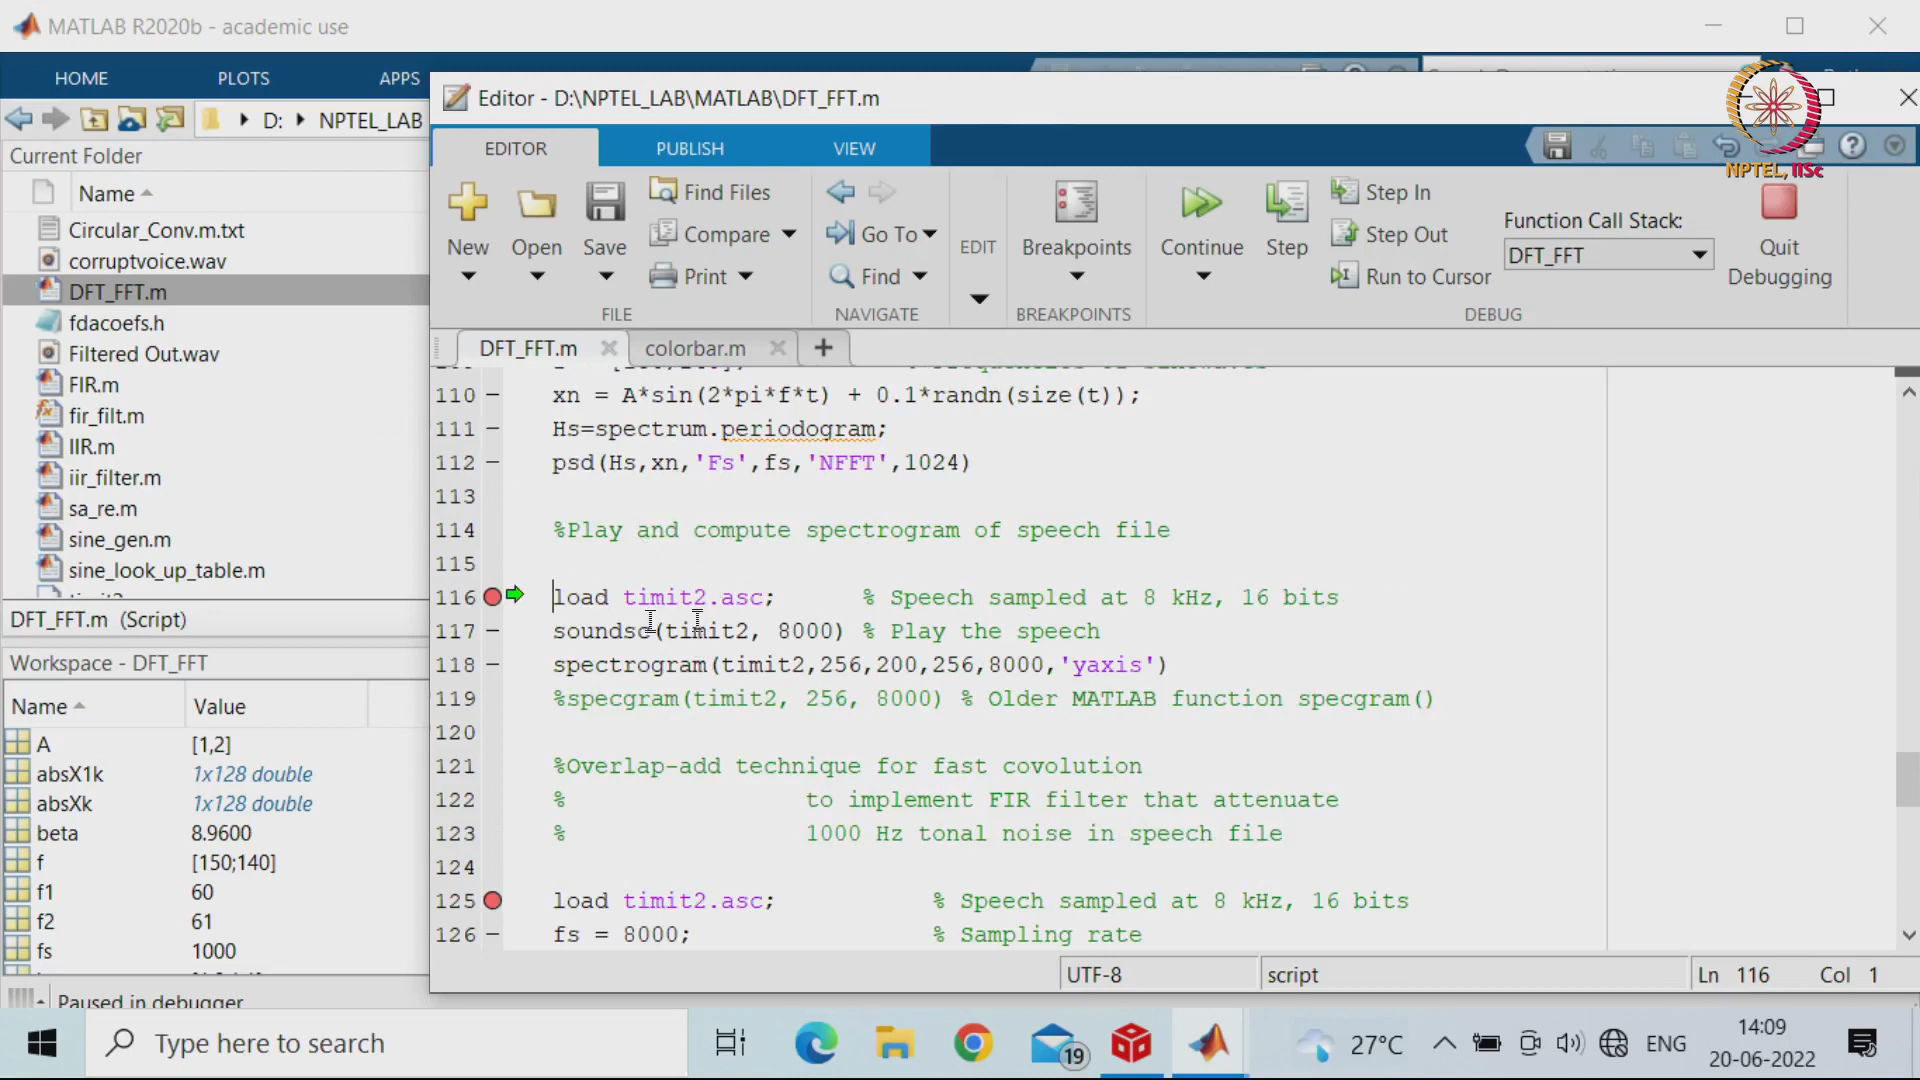 MATLAB R2020b - academic use
HOME PLOTS APPS
Editor - D:\NPTEL_LAB\MATLAB\DFT_FFT.m
NPTEL, IISc
D: NPTEL_LAB
EDITOR PUBLISH VIEW
Current Folder
Name
Circular_Conv.m.txt
corruptvoice.wav
DFT_FFT.m
fdacoefs.h
Filtered Out.wav
FIR.m
fir_filt.m
IIR.m
iir_filter.m
sa_re.m
sine_gen.m
sine_look_up_table.m
DFT_FFT.m (Script)
Workspace - DFT_FFT
Name Value
A [1,2]
absX1k 1x128 double
absXk 1x128 double
beta 8.9600
f [150;140]
f1 60
f2 61
fs 1000
Paused in debugger
New
Open
Save
Find Files
Compare
Print
FILE
Go To
Find
NAVIGATE
EDIT
Breakpoints
BREAKPOINTS
Continue
Step
Step In
Step Out
Run to Cursor
Function Call Stack:
DFT_FFT
Quit
Debugging
DEBUG
DFT_FFT.m colorbar.m
110 – xn = A*sin(2*pi*f*t) + 0.1*randn(size(t));
111 – Hs=spectrum.periodogram;
112 – psd(Hs,xn,'Fs',fs,'NFFT',1024)
113
114 %Play and compute spectrogram of speech file
115
116 load timit2.asc; % Speech sampled at 8 kHz, 16 bits
117 – soundsc(timit2, 8000) % Play the speech
118 – spectrogram(timit2,256,200,256,8000,'yaxis')
119 %specgram(timit2, 256, 8000) % Older MATLAB function specgram()
120
121 %Overlap-add technique for fast covolution
122 % to implement FIR filter that attenuate
123 % 1000 Hz tonal noise in speech file
124
125 load timit2.asc; % Speech sampled at 8 kHz, 16 bits
126 – fs = 8000; % Sampling rate
UTF-8 script Ln 116 Col 1
Type here to search
19
27°C ENG
14:09
20-06-2022